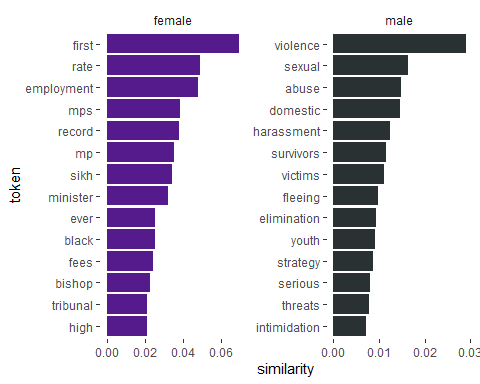 female
male
token
first
rate
employment
mps
record
mp
sikh
minister
ever
black
fees
bishop
tribunal
high
0.00 0.02 0.04 0.06
violence
sexual
abuse
domestic
harassment
survivors
victims
fleeing
elimination
youth
strategy
serious
threats
intimidation
0.00 0.01 0.02 0.03
similarity